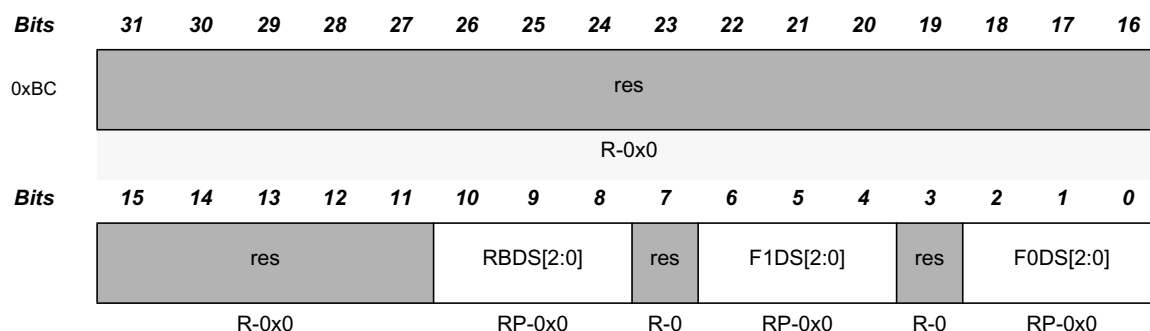 Bits 31 30 29 28 27 26 25 24 23 22 21 20 19 18 17 16
0xBC res
R-0x0
Bits 15 14 13 12 11 10 9 8 7 6 5 4 3 2 1 0
res RBDS[2:0] res F1DS[2:0] res F0DS[2:0]
R-0x0 RP-0x0 R-0 RP-0x0 R-0 RP-0x0